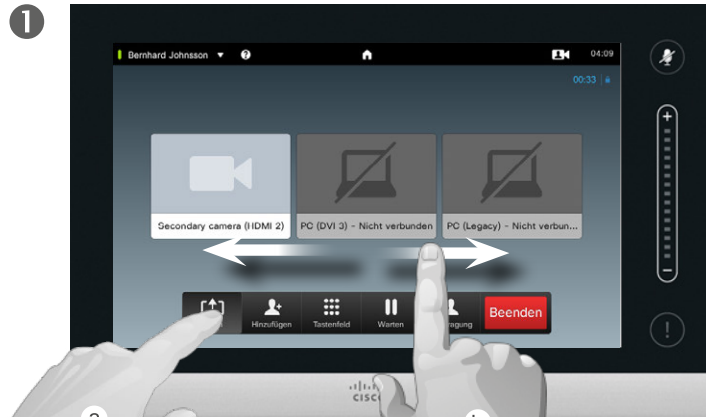 1
Bernhard Johnsson
?
04:09
00:33
Secondary camera (HDMI 2)
PC (DVI 3) – Nicht verbunden
PC (Legacy) – Nicht verbun...
+
–
Hinzufügen
Tastenfeld
Warten
Beenden
!
CISCO